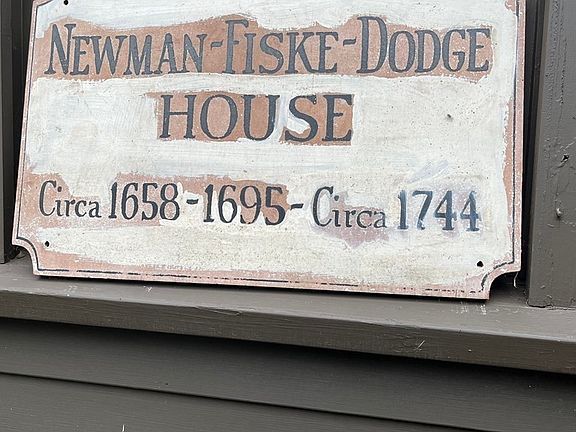 NEWMAN-FISKE-DODGE
HOUSE
Circa 1658-1695-Circa 1744